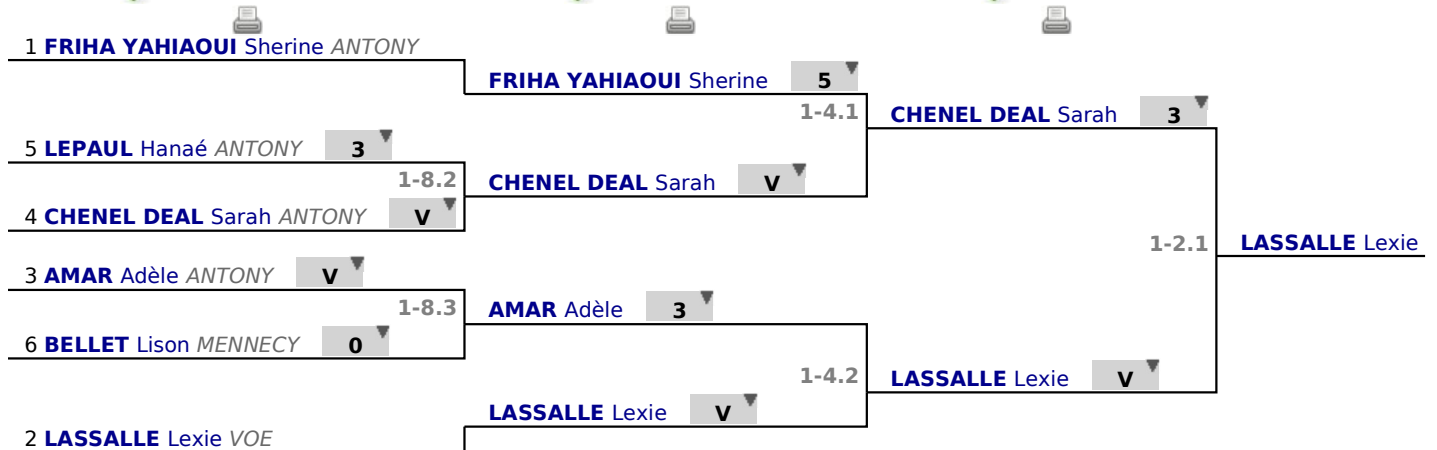 1 FRIHA YAHIAOUI Sherine ANTONY
FRIHA YAHIAOUI Sherine 5
1-4.1
CHENEL DEAL Sarah 3
5 LEPAUL Hanaé ANTONY 3
1-8.2
CHENEL DEAL Sarah V
4 CHENEL DEAL Sarah ANTONY V
1-2.1
LASSALLE Lexie
3 AMAR Adèle ANTONY V
1-8.3
AMAR Adèle 3
6 BELLET Lison MENNECY 0
1-4.2
LASSALLE Lexie V
LASSALLE Lexie V
2 LASSALLE Lexie VOE